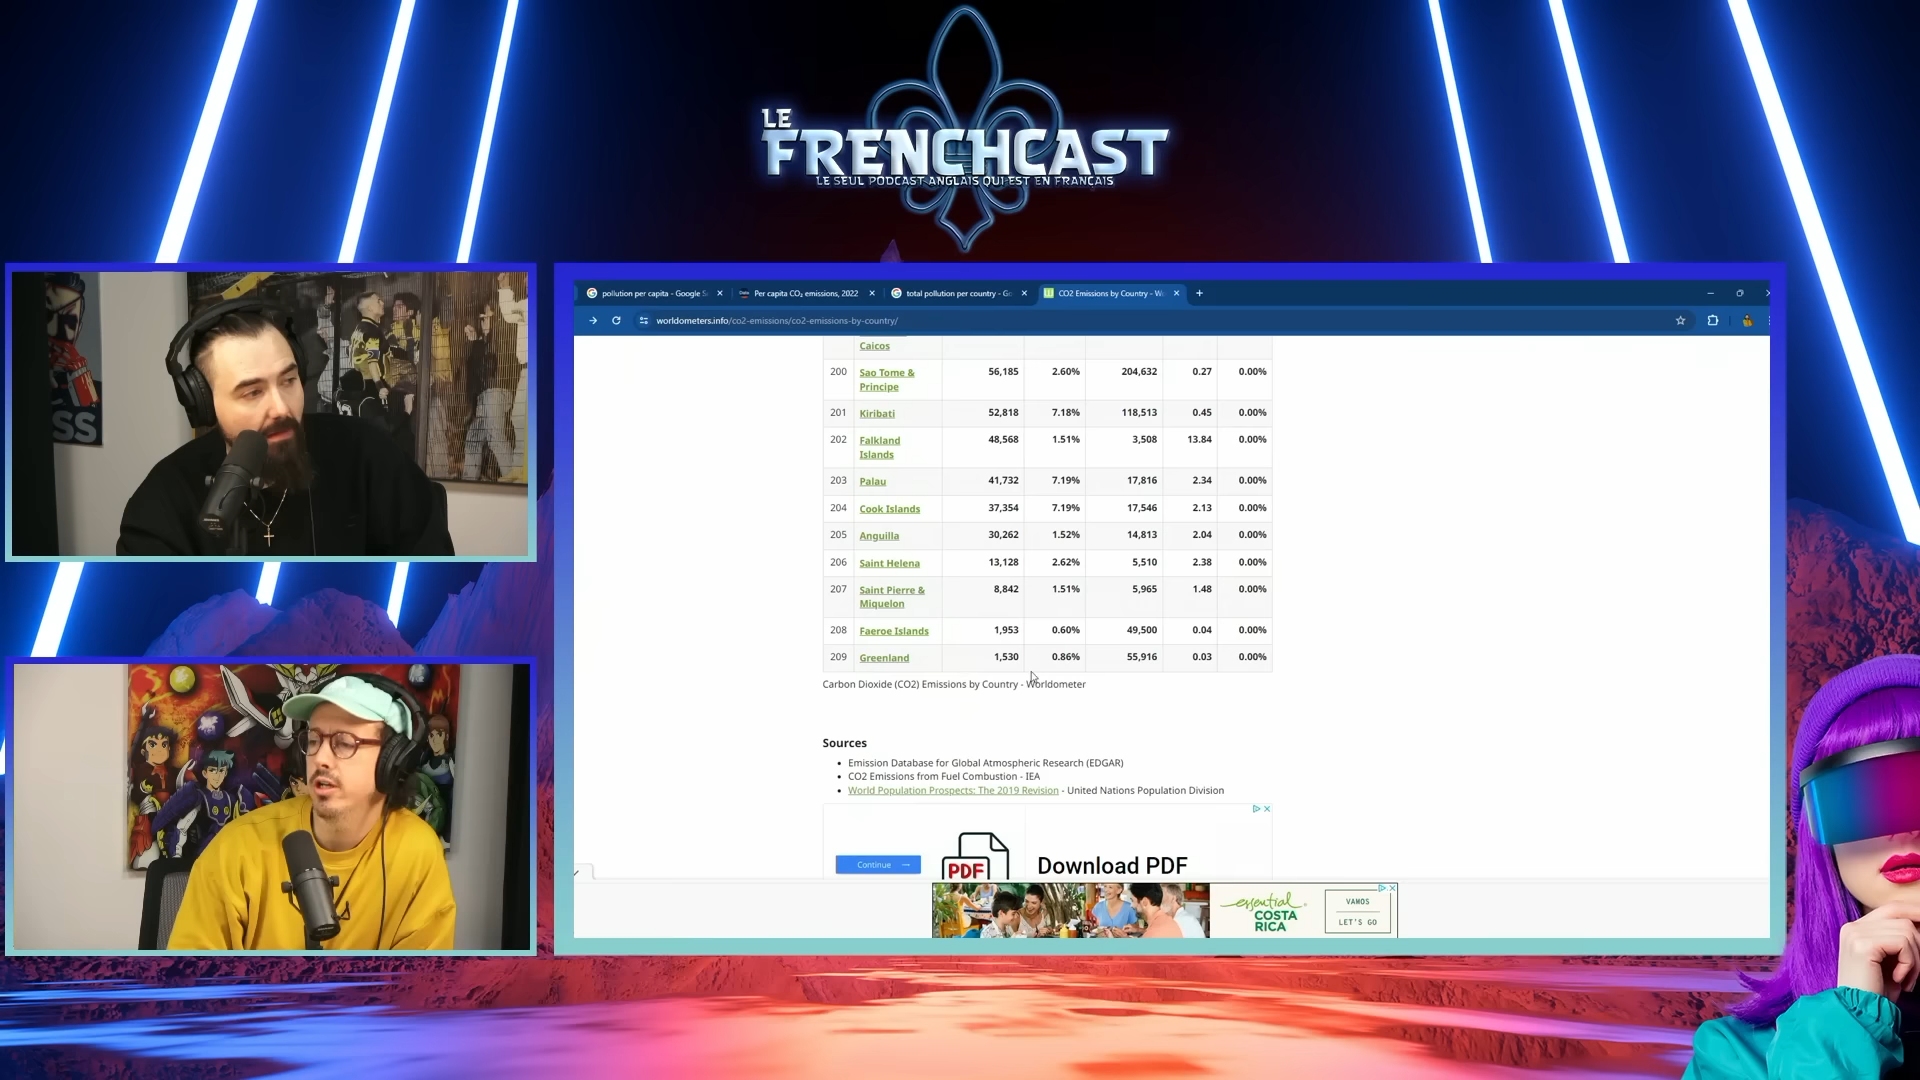 LE
FRENCHCAST
LE SEUL PODCAST ANGLAIS QUI EST EN FRANÇAIS
SS
pollution per capita - Google S
Per capita CO₂ emissions, 2022
total pollution per country - Go
CO2 Emissions by Country - W
worldometers.info/co2-emissions/co2-emissions-by-country/
Caicos
200 Sao Tome & Principe 56,185 2.60% 204,632 0.27 0.00%
201 Kiribati 52,818 7.18% 118,513 0.45 0.00%
202 Falkland Islands 48,568 1.51% 3,508 13.84 0.00%
203 Palau 41,732 7.19% 17,816 2.34 0.00%
204 Cook Islands 37,354 7.19% 17,546 2.13 0.00%
205 Anguilla 30,262 1.52% 14,813 2.04 0.00%
206 Saint Helena 13,128 2.62% 5,510 2.38 0.00%
207 Saint Pierre & Miquelon 8,842 1.51% 5,965 1.48 0.00%
208 Faeroe Islands 1,953 0.60% 49,500 0.04 0.00%
209 Greenland 1,530 0.86% 55,916 0.03 0.00%
Carbon Dioxide (CO2) Emissions by Country - Worldometer
Sources
• Emission Database for Global Atmospheric Research (EDGAR)
• CO2 Emissions from Fuel Combustion - IEA
• World Population Prospects: The 2019 Revision - United Nations Population Division
Continue →
PDF
Download PDF
essential
COSTA
RICA
VAMOS
LET'S GO